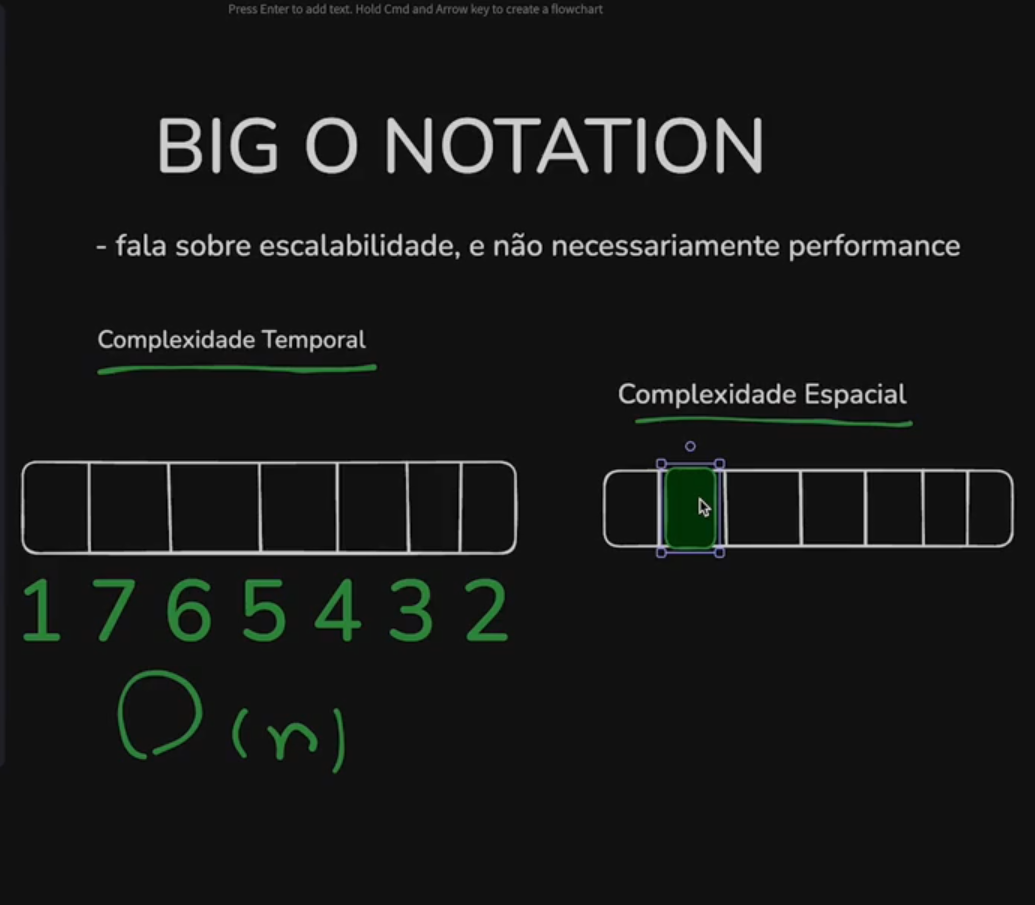 Press Enter to add text. Hold Cmd and Arrow key to create a flowchart
BIG O NOTATION
- fala sobre escalabilidade, e não necessariamente performance
Complexidade Temporal
Complexidade Espacial
1 7 6 5 4 3 2
O (n)